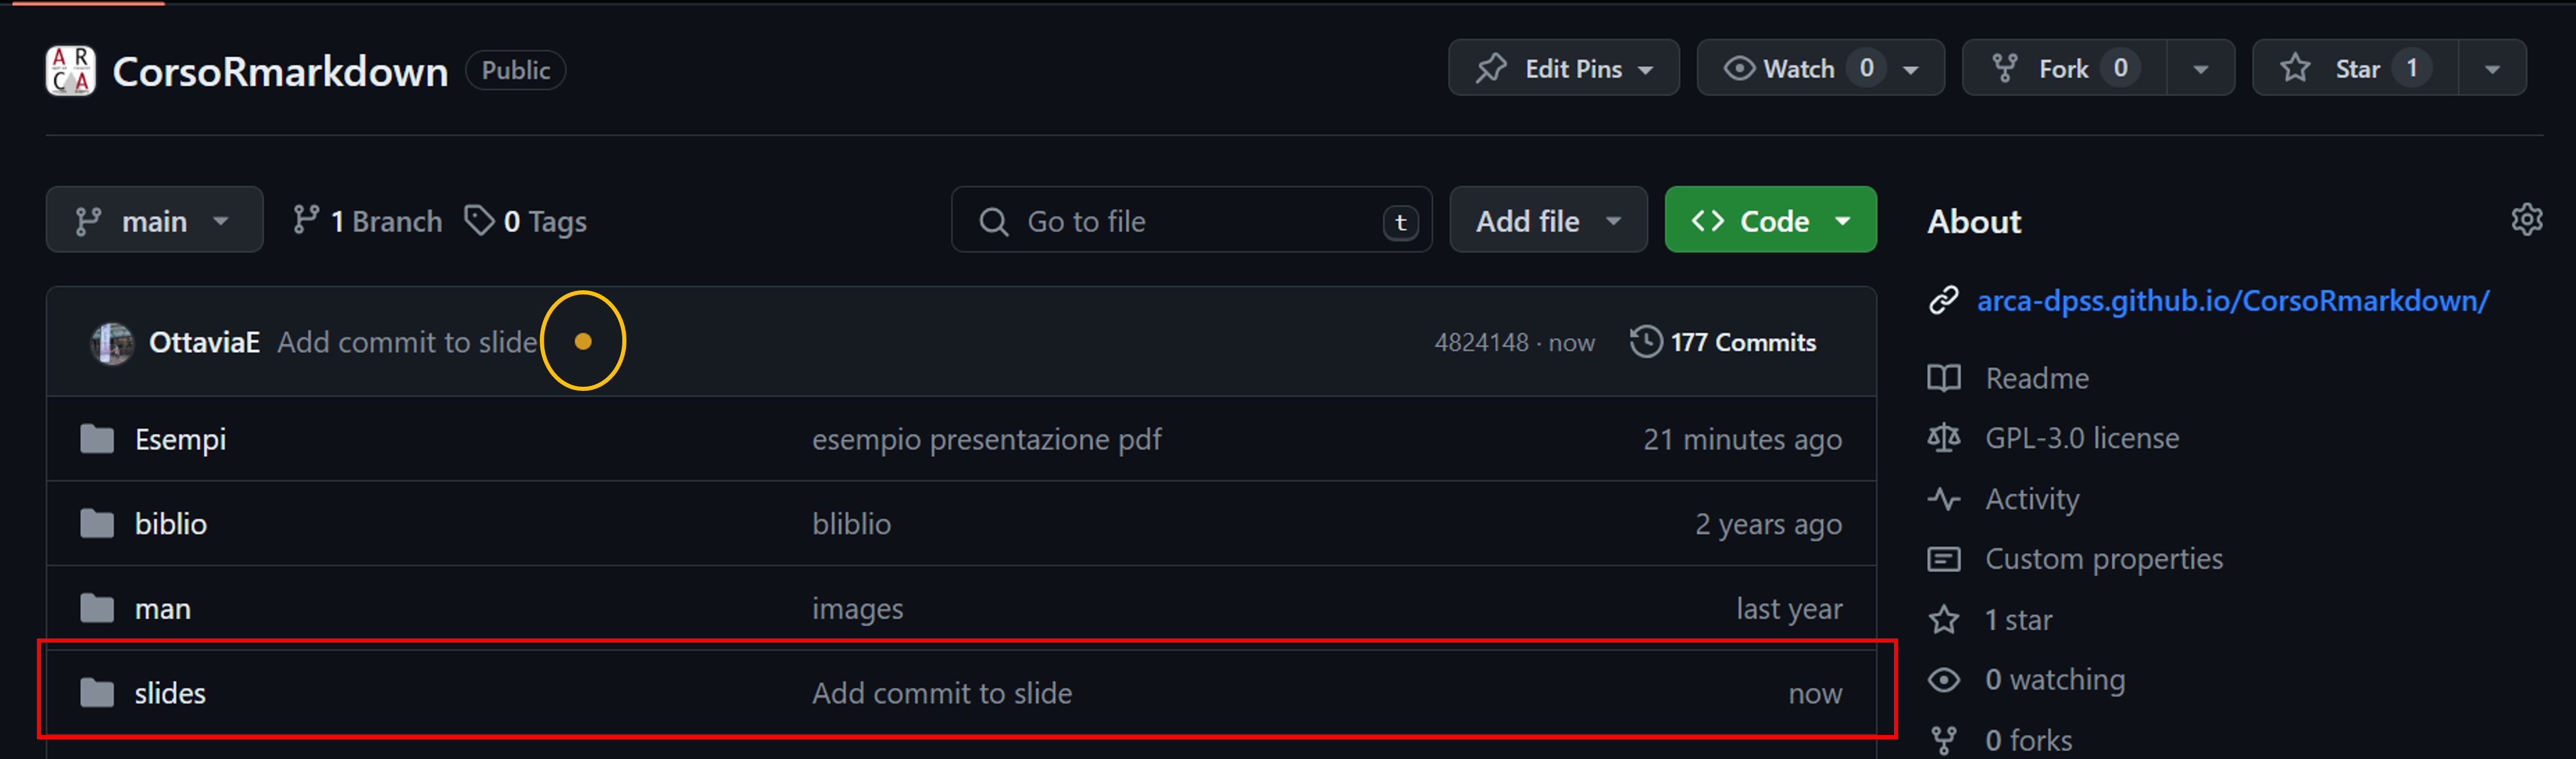 A R
C A
CorsoRmarkdown Public
Edit Pins
Watch 0
Fork 0
Star 1
main
1 Branch
0 Tags
Go to file t
Add file
Code
OttaviaE Add commit to slide
4824148 · now
177 Commits
Esempi esempio presentazione pdf 21 minutes ago
biblio bliblio 2 years ago
man images last year
slides Add commit to slide now
About
arca-dpss.github.io/CorsoRmarkdown/
Readme
GPL-3.0 license
Activity
Custom properties
1 star
0 watching
0 forks